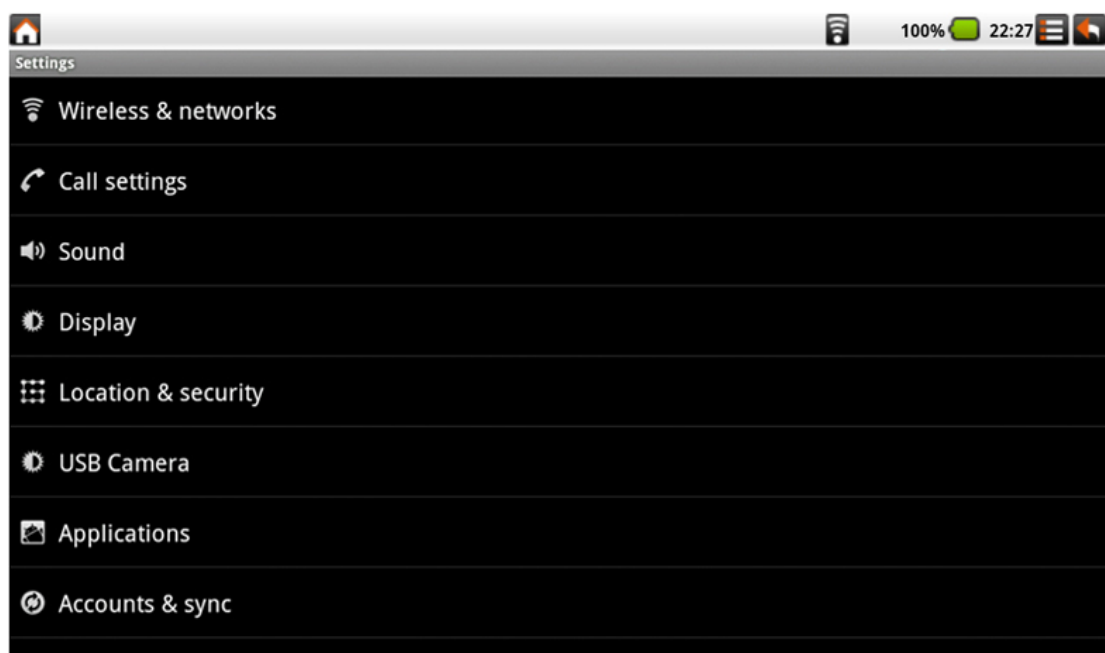 100% 22:27
Settings
Wireless & networks
Call settings
Sound
Display
Location & security
USB Camera
Applications
Accounts & sync